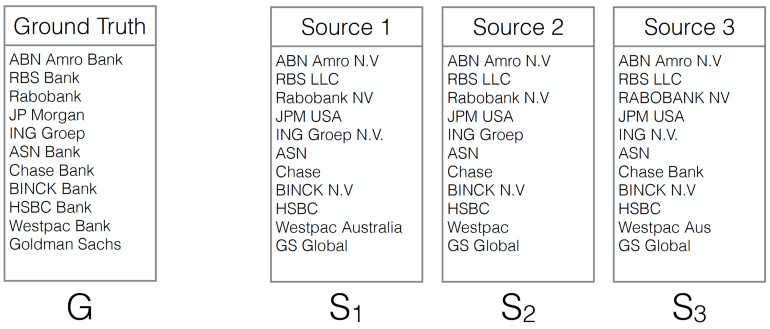 Ground Truth
ABN Amro Bank
RBS Bank
Rabobank
JP Morgan
ING Groep
ASN Bank
Chase Bank
BINCK Bank
HSBC Bank
Westpac Bank
Goldman Sachs
G
Source 1
ABN Amro N.V
RBS LLC
Rabobank NV
JPM USA
ING Groep N.V.
ASN
Chase
BINCK N.V
HSBC
Westpac Australia
GS Global
S1
Source 2
ABN Amro N.V
RBS LLC
Rabobank N.V
JPM USA
ING Groep
ASN
Chase
BINCK N.V
HSBC
Westpac
GS Global
S2
Source 3
ABN Amro N.V
RBS LLC
RABOBANK NV
JPM USA
ING N.V.
ASN
Chase Bank
BINCK N.V
HSBC
Westpac Aus
GS Global
S3